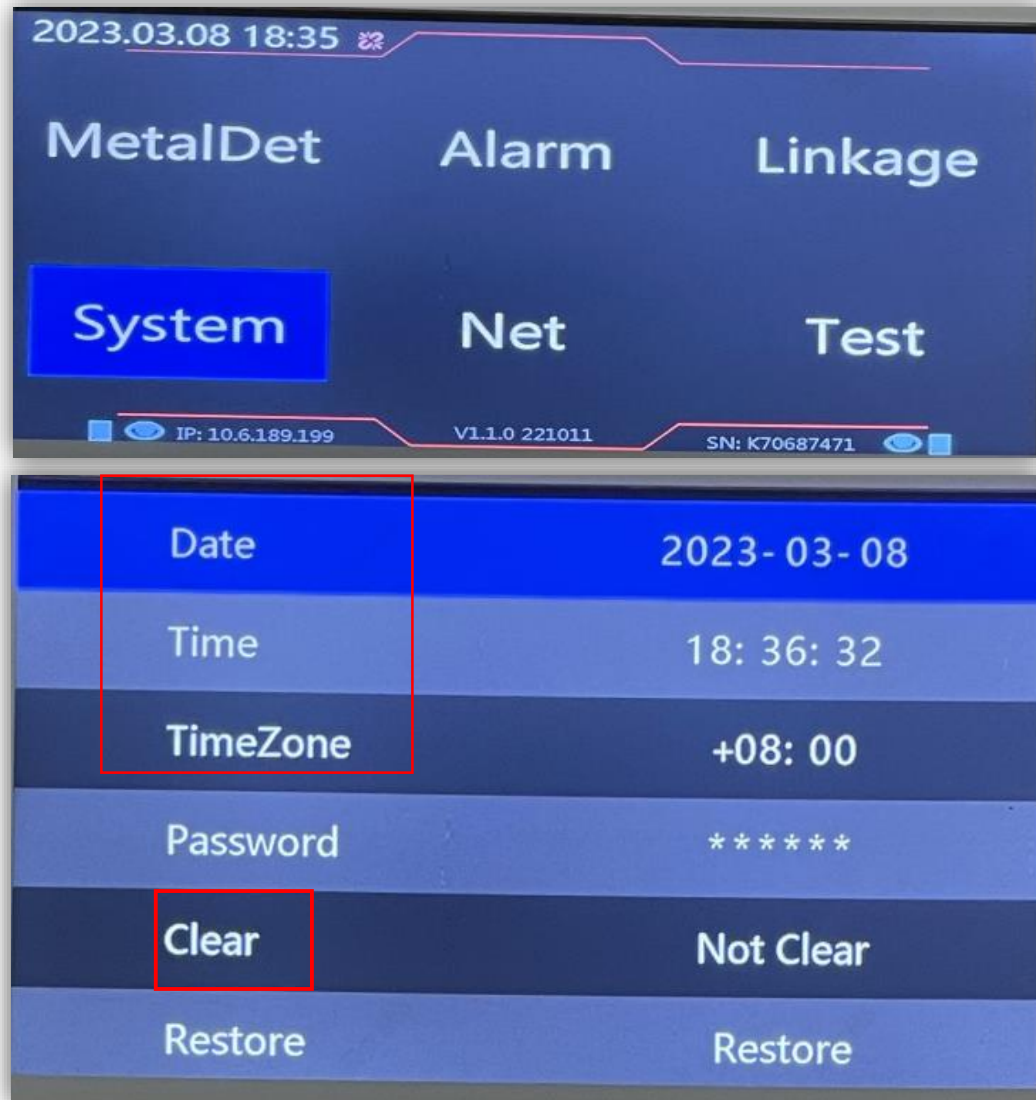 2023.03.08 18:35
MetalDet Alarm Linkage
System Net Test
IP: 10.6.189.199 V1.1.0 221011 SN: K70687471
Date 2023-03-08
Time 18: 36: 32
TimeZone +08: 00
Password ******
Clear Not Clear
Restore Restore